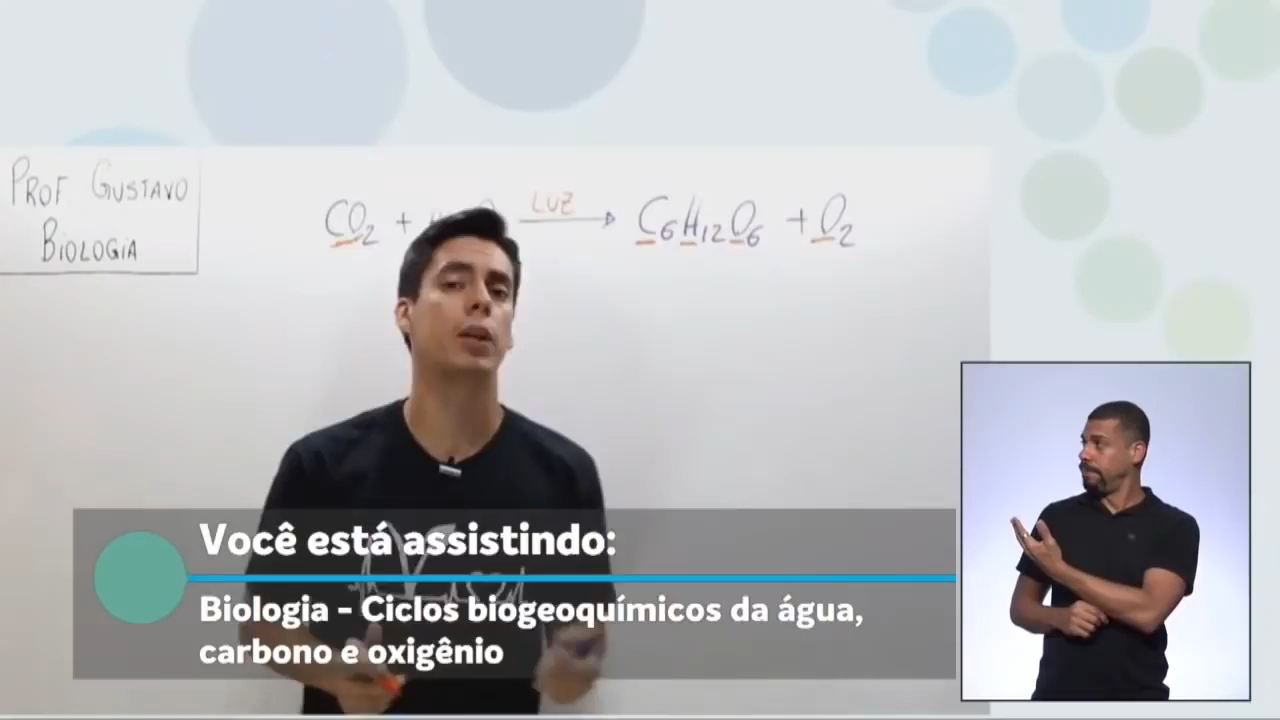 PROF GUSTAVO
BIOLOGIA
CO2 + LUZ C6H12O6 + O2
Você está assistindo:
Biologia - Ciclos biogeoquímicos da água,
carbono e oxigênio